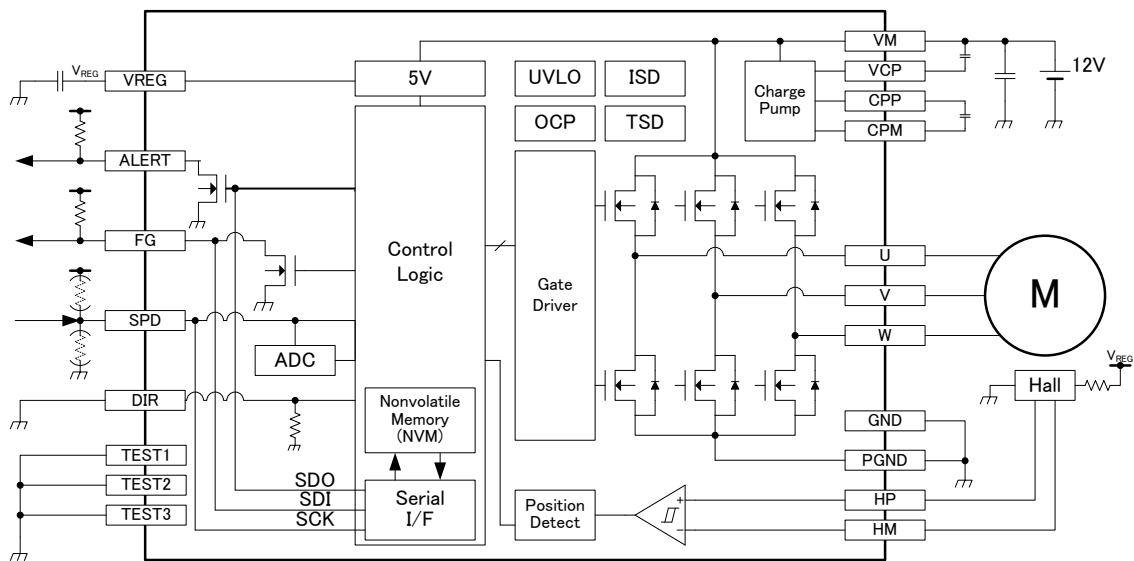 VREG
VREG
5V
UVLO
ISD
OCP
TSD
Charge
Pump
VM
VCP
CPP
CPM
12V
ALERT
FG
SPD
ADC
DIR
TEST1
TEST2
TEST3
Control
Logic
Nonvolatile
Memory
(NVM)
SDO
SDI
SCK
Serial
I/F
Gate
Driver
Position
Detect
U
V
W
M
VREG
Hall
GND
PGND
HP
HM
+
-